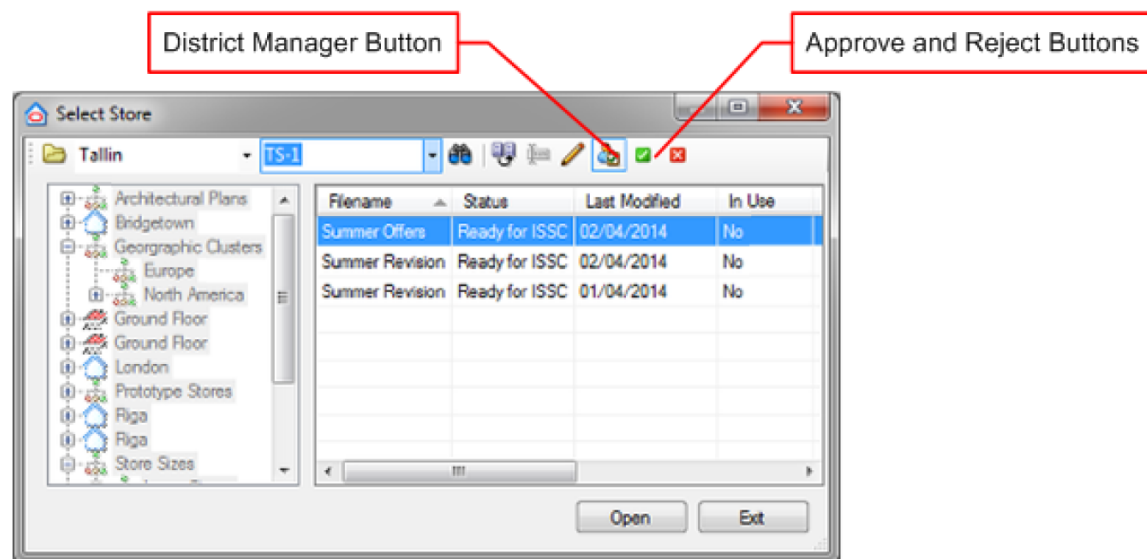 District Manager Button
Approve and Reject Buttons
Select Store
Tallin TS-1
Architectural Plans
Bridgetown
Georgraphic Clusters
Europe
North America
Ground Floor
Ground Floor
London
Prototype Stores
Riga
Riga
Store Sizes
Filename Status Last Modified In Use
Summer Offers Ready for ISSC 02/04/2014 No
Summer Revision Ready for ISSC 02/04/2014 No
Summer Revision Ready for ISSC 01/04/2014 No
Open Exit